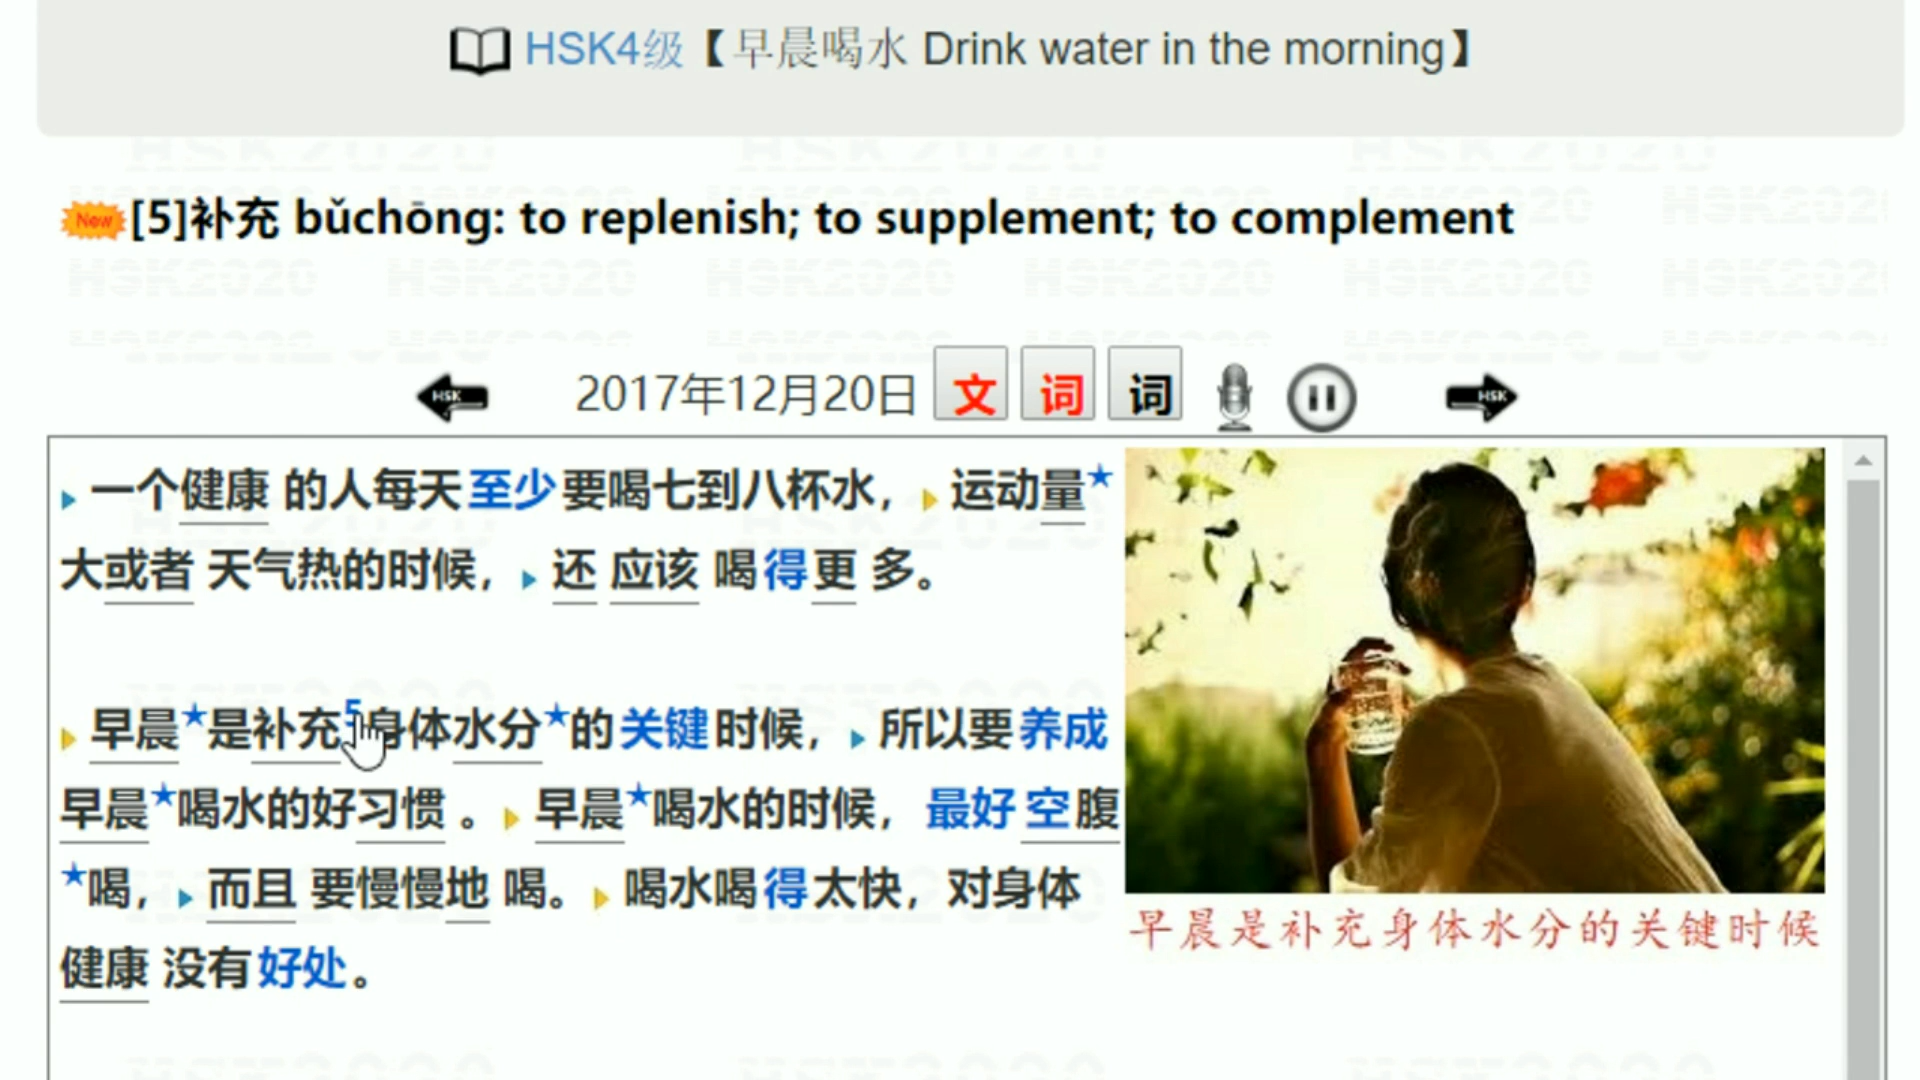 HSK4级【早晨喝水 Drink water in the morning】
New [5]补充 bǔchōng: to replenish; to supplement; to complement
HSK 2017年12月20日 文 词 词 HSK
一个健康 的人每天至少要喝七到八杯水，运动量★
大或者 天气热的时候，还 应该 喝得更 多。
早晨★是补充5身体水分★的关键时候，所以要养成
早晨★喝水的好习惯 。早晨★喝水的时候，最好空腹
★喝，而且 要慢慢地 喝。喝水喝得太快，对身体
健康 没有好处。
早晨是补充身体水分的关键时候
HSK2020